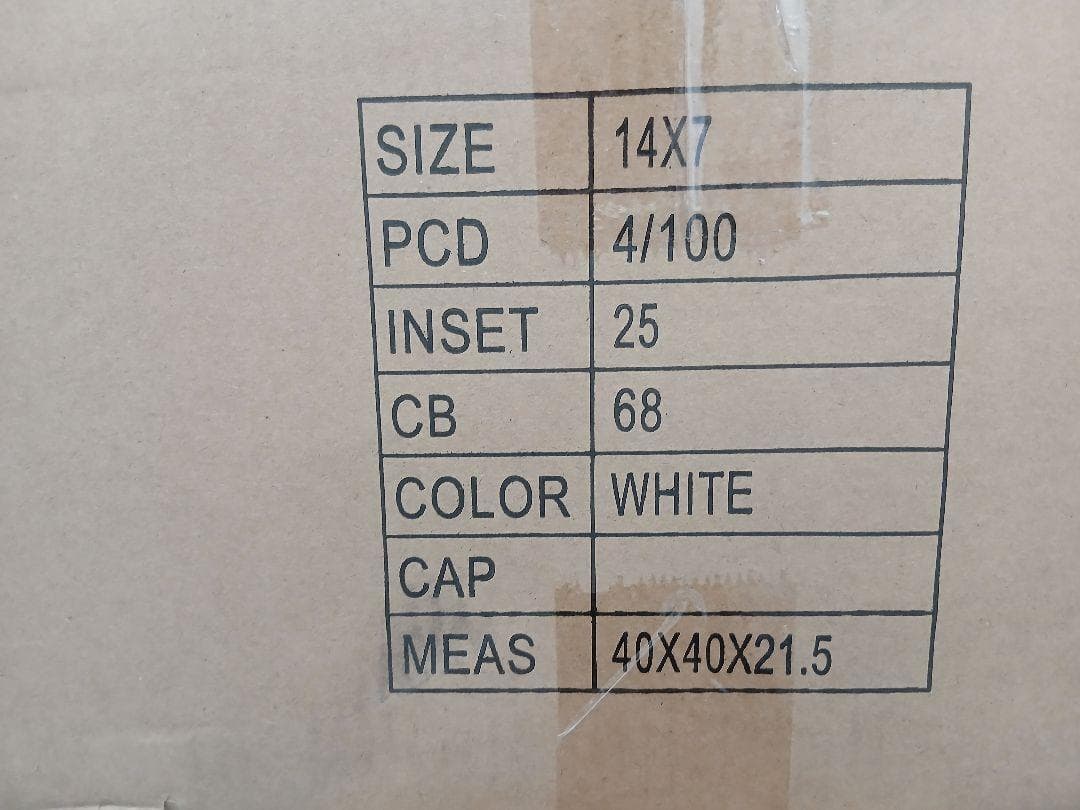 SIZE 14X7
PCD 4/100
INSET 25
CB 68
COLOR WHITE
CAP
MEAS 40X40X21.5